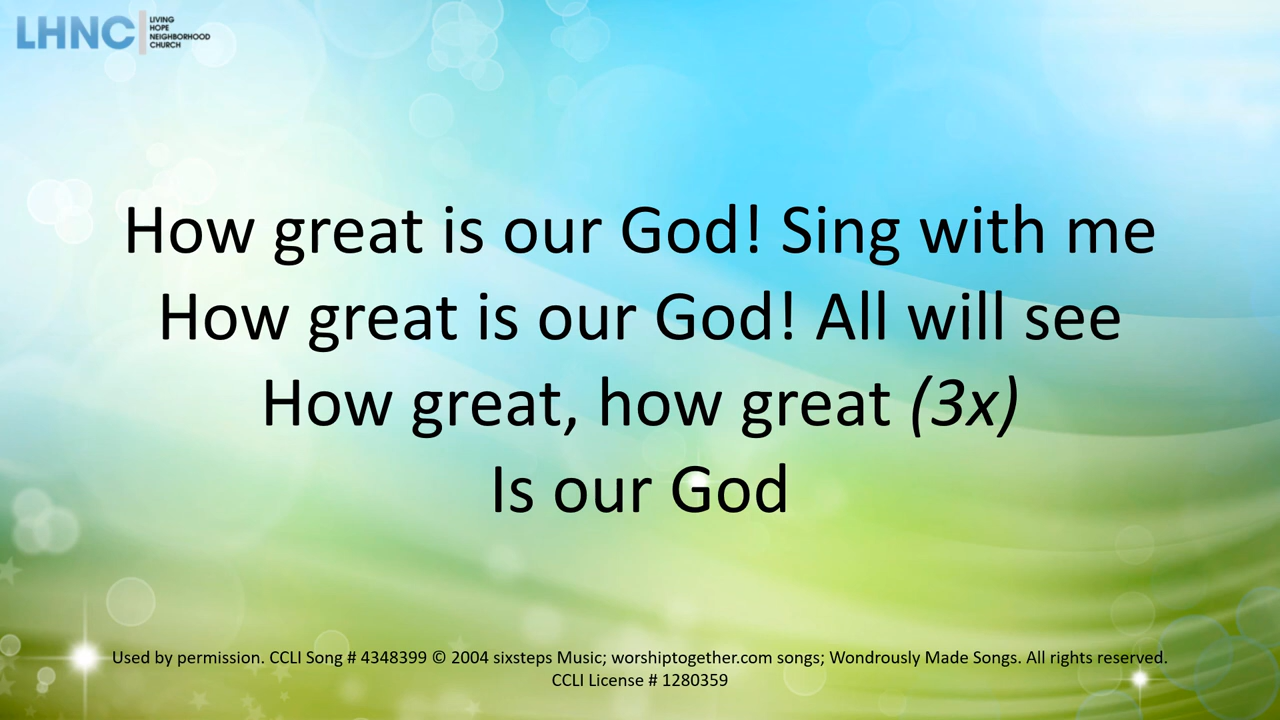 LHNC
LIVING
HOPE
NEIGHBORHOOD
CHURCH
How great is our God! Sing with me
How great is our God! All will see
How great, how great (3x)
Is our God
Used by permission. CCLI Song # 4348399 © 2004 sixsteps Music; worshiptogether.com songs; Wondrously Made Songs. All rights reserved.
CCLI License # 1280359